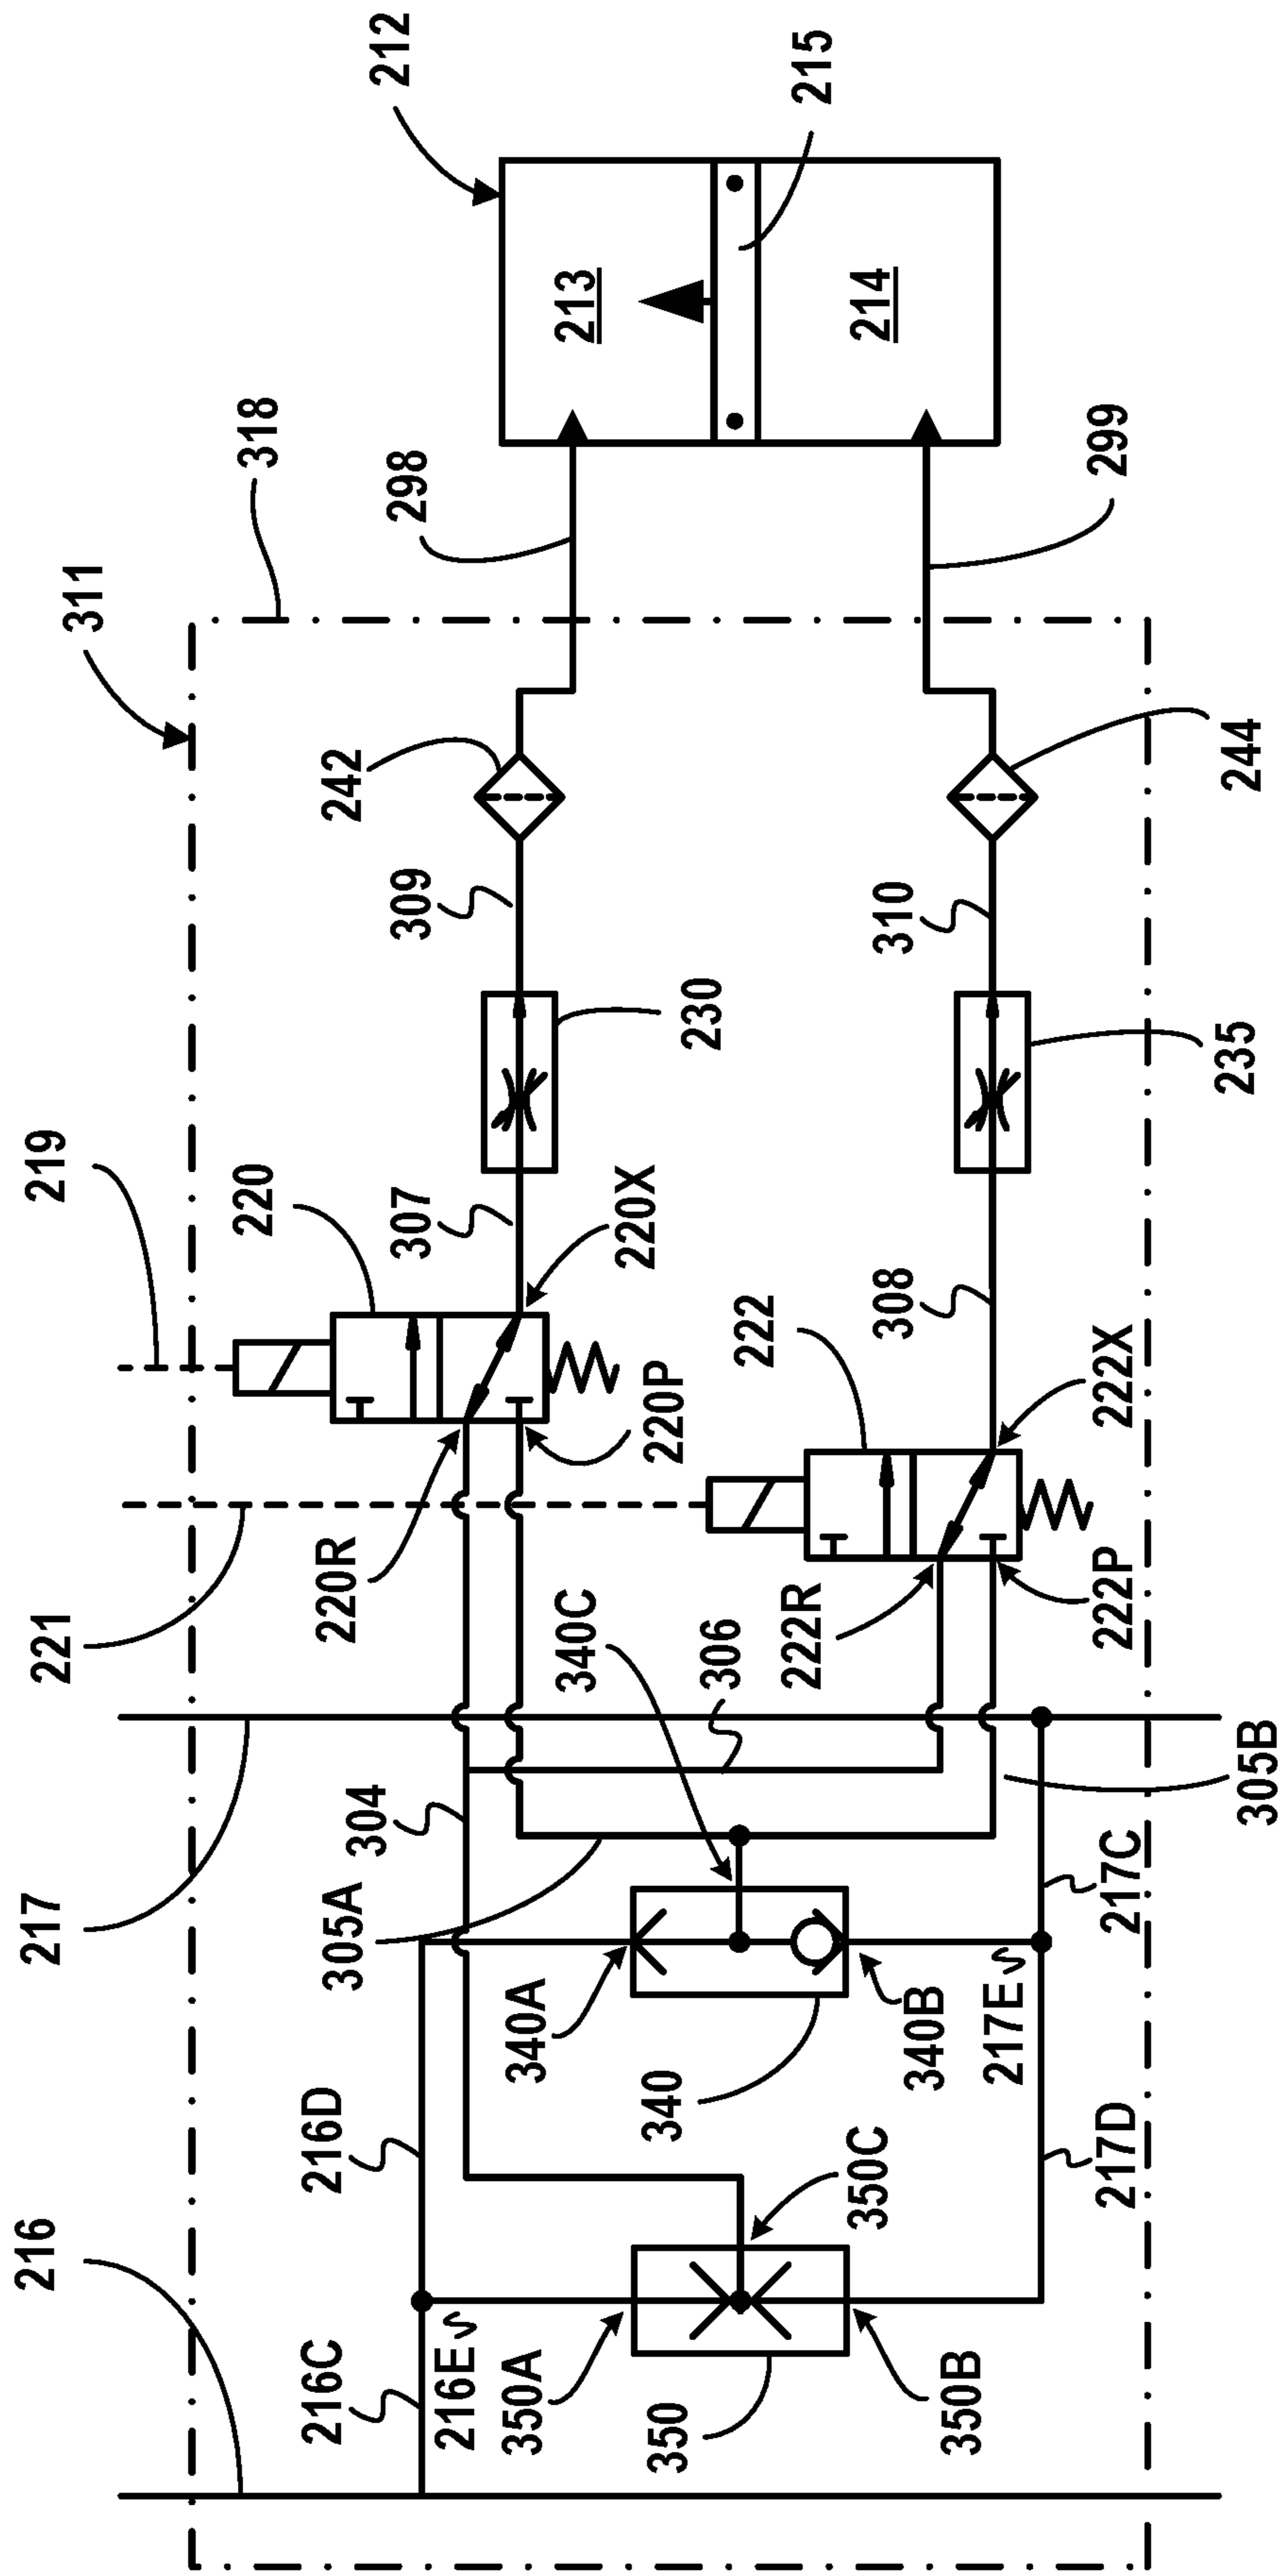 212
215
213
214
318
298
299
311
242
244
309
310
230
235
219
220
307
220X
308
222
222X
220P
221
220R
222R
222P
340C
306
217
304
305A
305B
217C
340A
340B
217E
340
216D
217D
350C
216
216C
216E
350A
350
350B